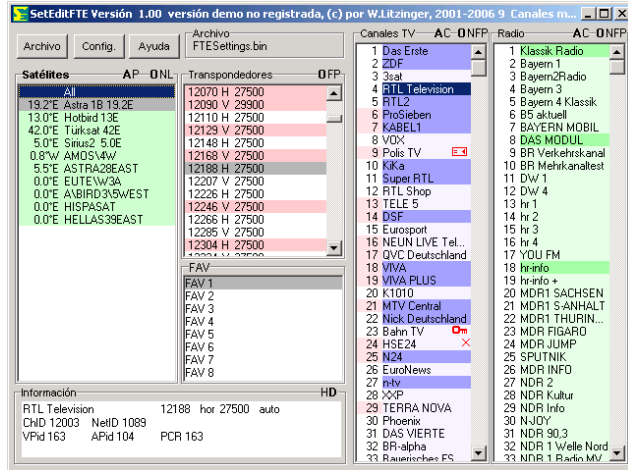 SetEditFTE Versión 1.00 versión demo no registrada, (c) por W.Litzinger, 2001-2006 9 Canales m...
Archivo
Config.
Ayuda
Archivo
FTESettings.bin
Satélites AP ONL
All
19.2°E Astra 1B 19.2E
13.0°E Hotbird 13E
42.0°E Türksat 42E
5.0°E Sirius2 5.0E
0.8°W AMOS\4W
5.5°E ASTRA28EAST
0.0°E EUTE\W3A
0.0°E A\BIRD3\5WEST
0.0°E HISPASAT
0.0°E HELLAS39EAST
Transpondedores OFP
12070 H 27500
12090 V 29900
12110 H 27500
12129 V 27500
12148 H 27500
12168 V 27500
12188 H 27500
12207 V 27500
12226 H 27500
12246 V 27500
12266 H 27500
12285 V 27500
12304 H 27500
12324 V 27500
FAV
FAV 1
FAV 2
FAV 3
FAV 4
FAV 5
FAV 6
FAV 7
FAV 8
Información HD
RTL Television 12188 hor 27500 auto
ChID 12003 NetID 1089
VPid 163 APid 104 PCR 163
Canales TV AC ONFP
1 Das Erste
2 ZDF
3 3sat
4 RTL Television
5 RTL2
6 ProSieben
7 KABEL1
8 VOX
9 Polis TV
10 KiKa
11 Super RTL
12 RTL Shop
13 TELE 5
14 DSF
15 Eurosport
16 NEUN LIVE Tel...
17 QVC Deutschland
18 VIVA
19 VIVA PLUS
20 K1010
21 MTV Central
22 Nick Deutschland
23 Bahn TV
24 HSE24
25 N24
26 EuroNews
27 n-tv
28 XXP
29 TERRA NOVA
30 Phoenix
31 DAS VIERTE
32 BR-alpha
33 Bayerisches FS
Radio AC ONFP
1 Klassik Radio
2 Bayern 1
3 Bayern2Radio
4 Bayern 3
5 Bayern 4 Klassik
6 B5 aktuell
7 BAYERN MOBIL
8 DAS MODUL
9 BR Verkehrskanal
10 BR Mehrkanaltest
11 DW 1
12 DW 4
13 hr 1
14 hr 2
15 hr 3
16 hr 4
17 YOU FM
18 hr-info
19 hr-info +
20 MDR1 SACHSEN
21 MDR1 S-ANHALT
22 MDR1 THURIN...
23 MDR FIGARO
24 MDR JUMP
25 SPUTNIK
26 MDR INFO
27 NDR 2
28 NDR Kultur
29 NDR Info
30 N-JOY
31 NDR 90,3
32 NDR 1 Welle Nord
33 NDR 1 Radio MV